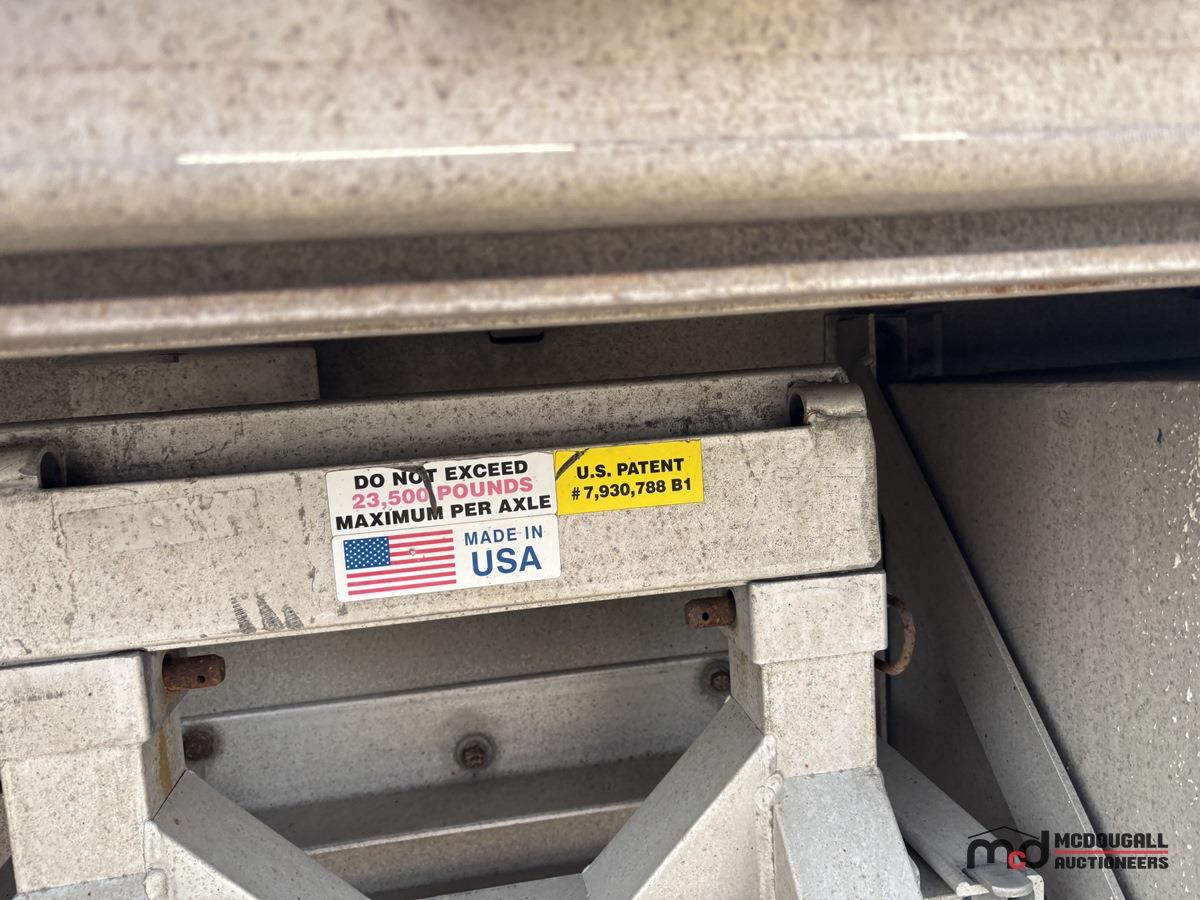 DO NOT EXCEED
23,500 POUNDS
MAXIMUM PER AXLE
U.S. PATENT
# 7,930,788 B1
MADE IN
USA
mcd
MCDOUGALL
AUCTIONEERS